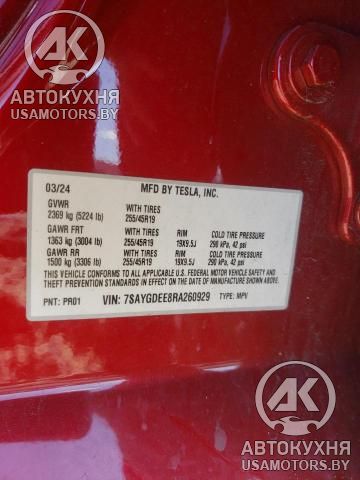 АК
АВТОКУХНЯ
USAMOTORS.BY
03/24 MFD BY TESLA, INC.
GVWR WITH TIRES
2369 kg (5224 lb) 255/45R19
GAWR FRT WITH TIRES RIM COLD TIRE PRESSURE
1363 kg (3004 lb) 255/45R19 19X9.5J 290 kPa, 42 psi
GAWR RR WITH TIRES RIM COLD TIRE PRESSURE
1500 kg (3306 lb) 255/45R19 19X9.5J 290 kPa, 42 psi
THIS VEHICLE CONFORMS TO ALL APPLICABLE U.S. FEDERAL MOTOR VEHICLE SAFETY AND
THEFT PREVENTION STANDARDS IN EFFECT ON THE DATE OF MANUFACTURE SHOWN ABOVE.
PNT: PR01 VIN: 7SAYGDEE8RA260929 TYPE: MPV
АК
АВТОКУХНЯ
USAMOTORS.BY